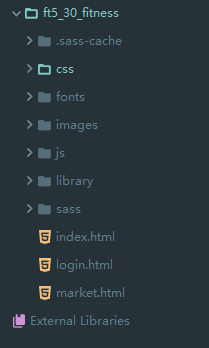 ft5_30_fitness
.sass-cache
css
fonts
images
js
library
sass
index.html
login.html
market.html
External Libraries